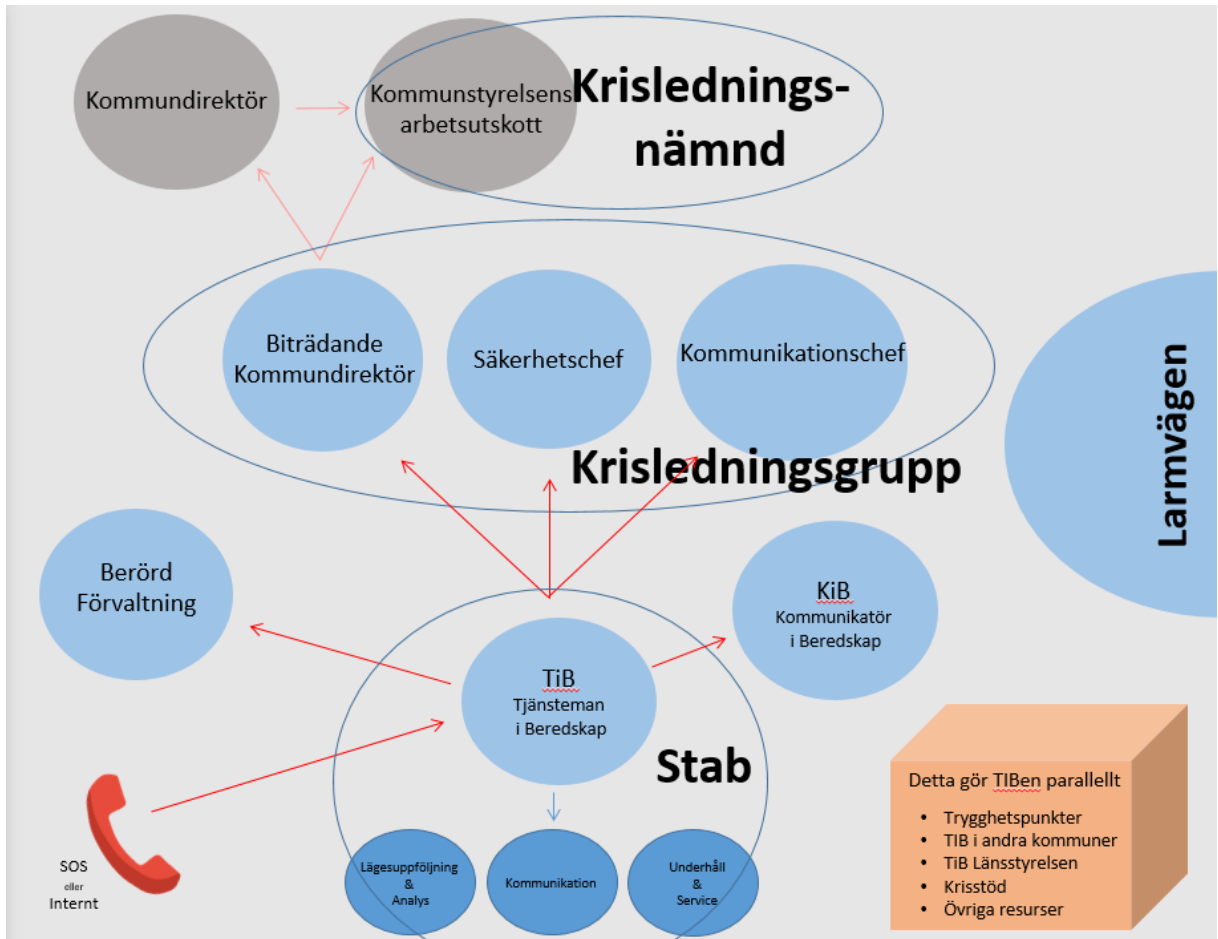 Kommundirektör
Kommunstyrelsens
arbetsutskott
Krislednings-
nämnd
Biträdande
Kommundirektör
Säkerhetschef
Kommunikationschef
Krisledningsgrupp
Larmvägen
Berörd
Förvaltning
KiB
Kommunikatör
i Beredskap
TiB
Tjänsteman
i Beredskap
Stab
SOS
eller
Internt
Lägesuppföljning
&
Analys
Kommunikation
Underhåll
&
Service
Detta gör TIBen parallellt
• Trygghetspunkter
• TIB i andra kommuner
• TiB Länsstyrelsen
• Krisstöd
• Övriga resurser